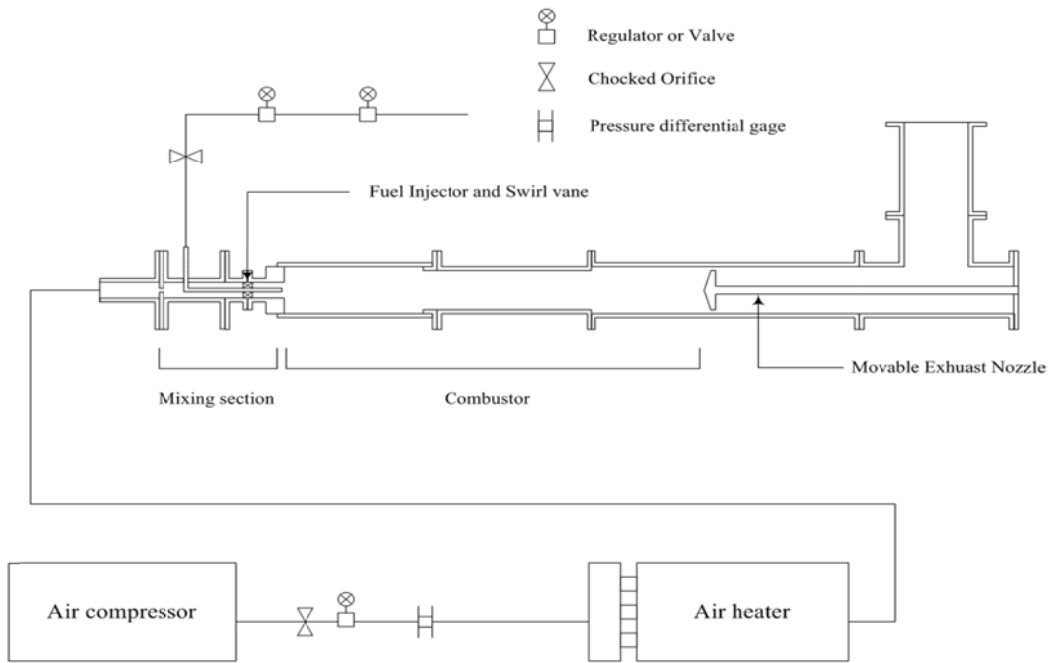 Regulator or Valve
Chocked Orifice
Pressure differential gage
Fuel Injector and Swirl vane
Movable Exhuast Nozzle
Mixing section
Combustor
Air compressor
Air heater